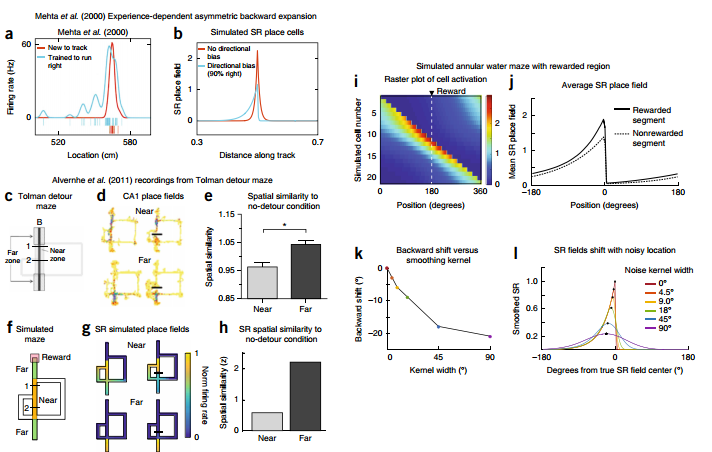 Mehta et al. (2000) Experience-dependent asymmetric backward expansion
a
Mehta et al. (2000)
60
0
Firing rate (Hz)
New to track
Trained to run
right
520
580
Location (cm)
b
Simulated SR place cells
2
1
0
SR place field
No directional
bias
Directional bias
(90% right)
0.3
0.7
Distance along track
Alvernhe et al. (2011) recordings from Tolman detour maze
c
Tolman detour
maze
B
1
2
Far
zone
Near
zone
d
CA1 place fields
Near
Far
e
Spatial similarity to
no-detour condition
1.15
1.05
0.95
0.85
Spatial similarity
*
Near
Far
f
Simulated
maze
Reward
Far
1
Near
2
Far
g
SR simulated place fields
Near
Far
1
0
Norm firing rate
h
SR spatial similarity to
no-detour condition
2
1
0
Spatial similarity (z)
Near
Far
Simulated annular water maze with rewarded region
i
Raster plot of cell activation
Reward
5
10
15
20
Simulated cell number
0
180
360
Position (degrees)
2
1
0
j
Average SR place field
2
1
0
Mean SR place field
Rewarded
segment
Nonrewarded
segment
−180
0
180
Position (degrees)
k
Backward shift versus
smoothing kernel
0
−10
−20
Backward shift (°)
0
45
90
Kernel width (°)
l
SR fields shift with noisy location
1.0
0.6
0.2
Smoothed SR
Noise kernel width
0°
4.5°
9.0°
18°
45°
90°
−180
0
180
Degrees from true SR field center (°)